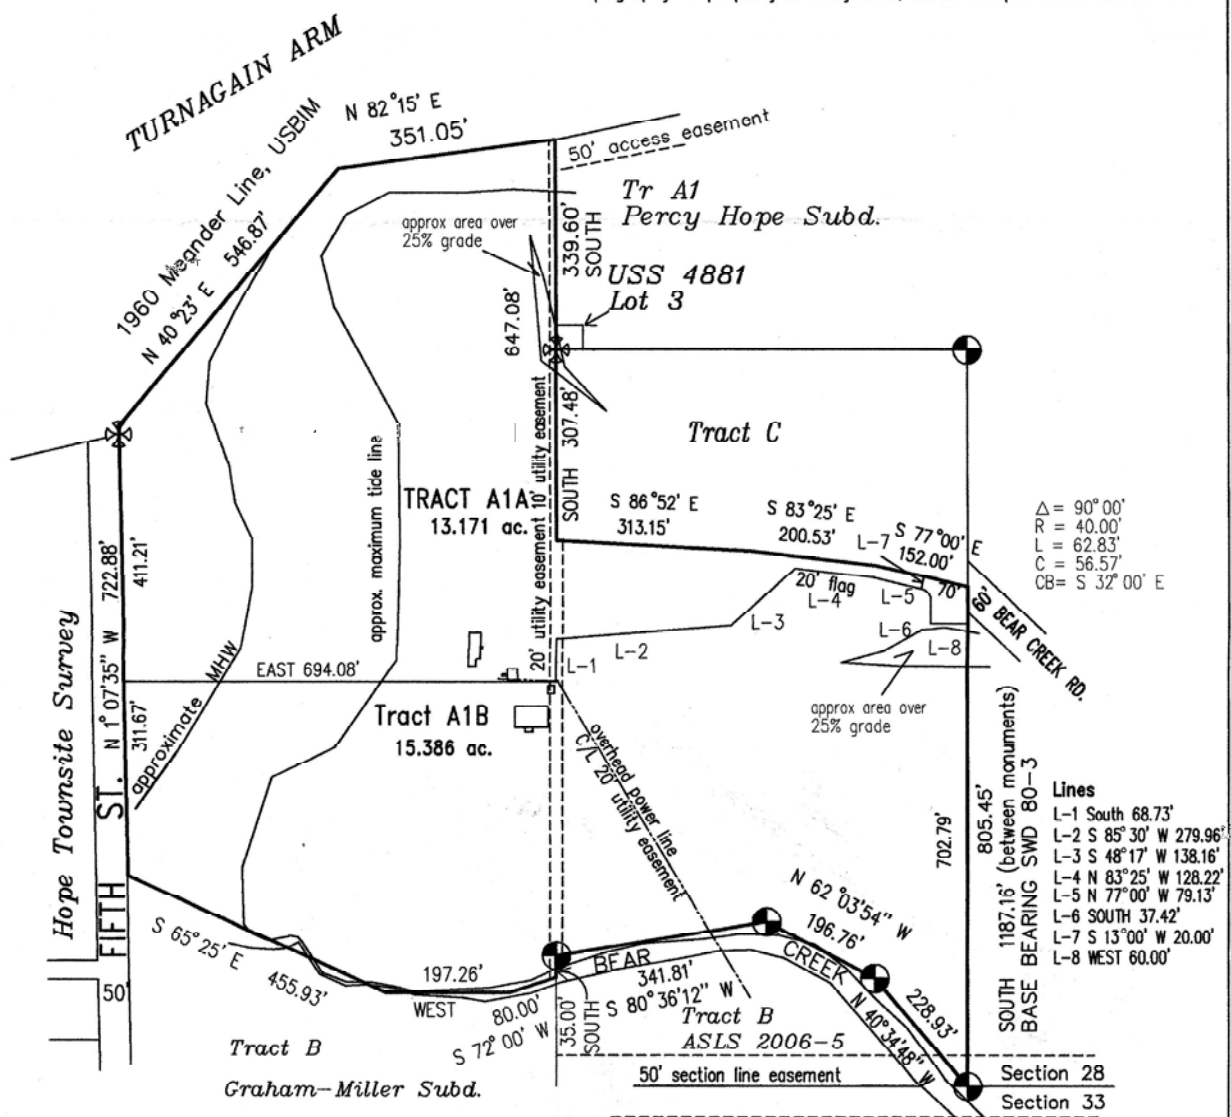 TURNAGAIN ARM
1960 Meander Line, USBIM
N 40°23' E 546.87'
N 82°15' E
351.05'
50' access easement
Tr A1
Percy Hope Subd.
approx area over
25% grade
339.60'
SOUTH
USS 4881
Lot 3
647.08'
307.48'
SOUTH
Tract C
10' utility easement
20' utility easement
approx. maximum tide line
TRACT A1A
13.171 ac.
S 86°52' E
313.15'
S 83°25' E
200.53'
S 77°00' E
152.00'
L-7
20' flag
L-4
L-5
70'
L-3
L-6
L-2
L-8
L-1
60' BEAR CREEK RD.
Δ = 90°00'
R = 40.00'
L = 62.83'
C = 56.57'
CB= S 32°00' E
Hope Townsite Survey
FIFTH ST.
N 1°07'35" W 722.88'
411.21'
311.67'
approximate MHW
EAST 694.08'
Tract A1B
15.386 ac.
overhead power line
C/L 20' utility easement
approx area over
25% grade
702.79'
805.45'
SOUTH 1187.16' (between monuments)
BASE BEARING SWD 80-3
Lines
L-1 South 68.73'
L-2 S 85°30' W 279.96'
L-3 S 48°17' W 138.16'
L-4 N 83°25' W 128.22'
L-5 N 77°00' W 79.13'
L-6 SOUTH 37.42'
L-7 S 13°00' W 20.00'
L-8 WEST 60.00'
S 65°25' E
455.93'
197.26'
WEST
80.00'
S 72°00' W
35.00'
SOUTH
BEAR CREEK
341.81'
S 80°36'12" W
N 62°03'54" W
196.76'
228.93'
N 40°34'48" W
50'
Tract B
Graham-Miller Subd.
Tract B
ASLS 2006-5
50' section line easement
Section 28
Section 33